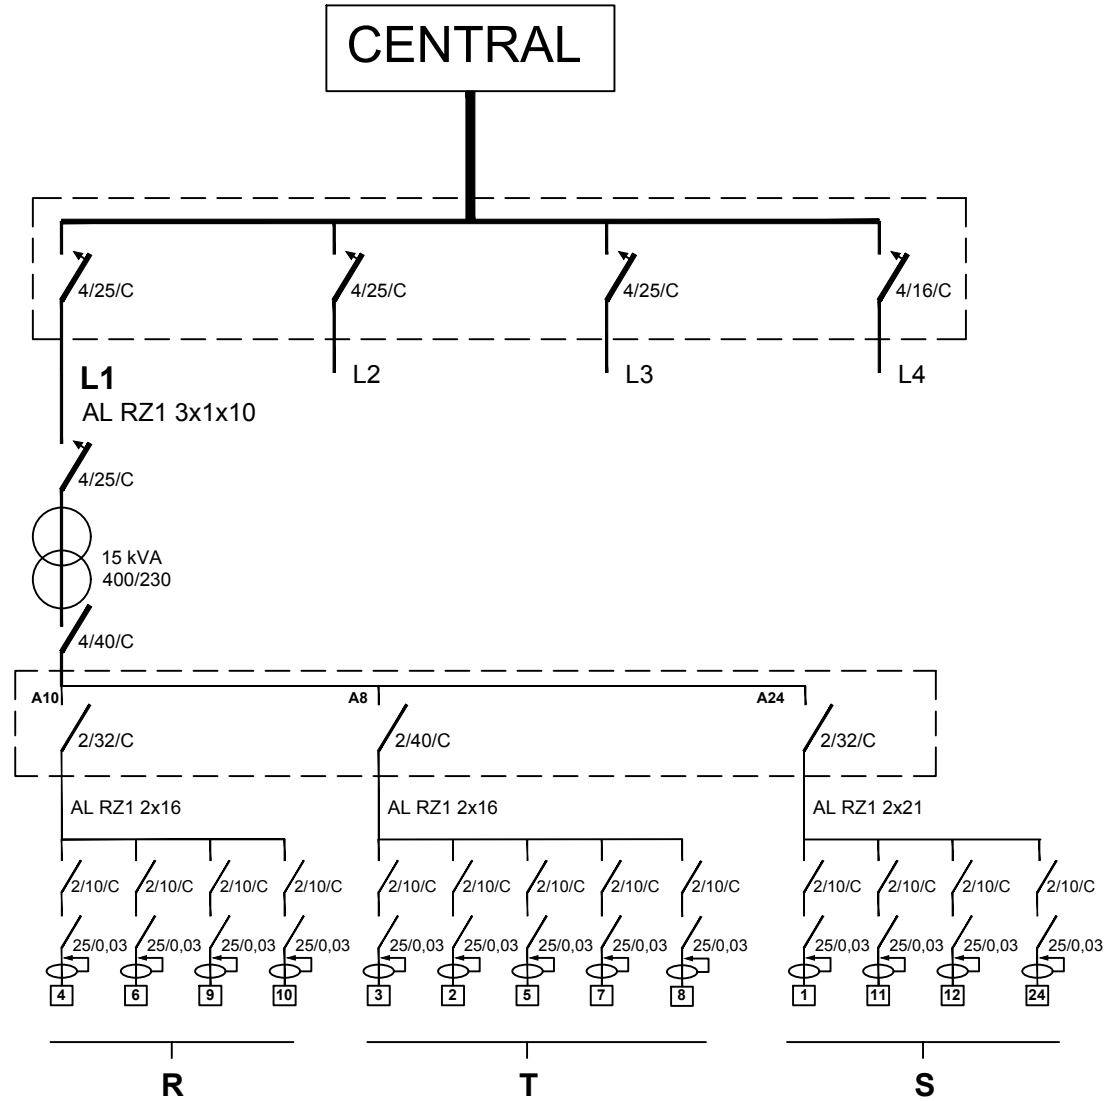 CENTRAL
4/25/C 4/25/C 4/25/C 4/16/C
L1 L2 L3 L4
AL RZ1 3x1x10
4/25/C
15 kVA
400/230
4/40/C
A10 A8 A24
2/32/C 2/40/C 2/32/C
AL RZ1 2x16 AL RZ1 2x16 AL RZ1 2x21
2/10/C 2/10/C 2/10/C 2/10/C 2/10/C 2/10/C 2/10/C 2/10/C 2/10/C 2/10/C 2/10/C 2/10/C 2/10/C
25/0,03 25/0,03 25/0,03 25/0,03 25/0,03 25/0,03 25/0,03 25/0,03 25/0,03 25/0,03 25/0,03 25/0,03 25/0,03
4 6 9 10 3 2 5 7 8 1 11 12 24
R T S